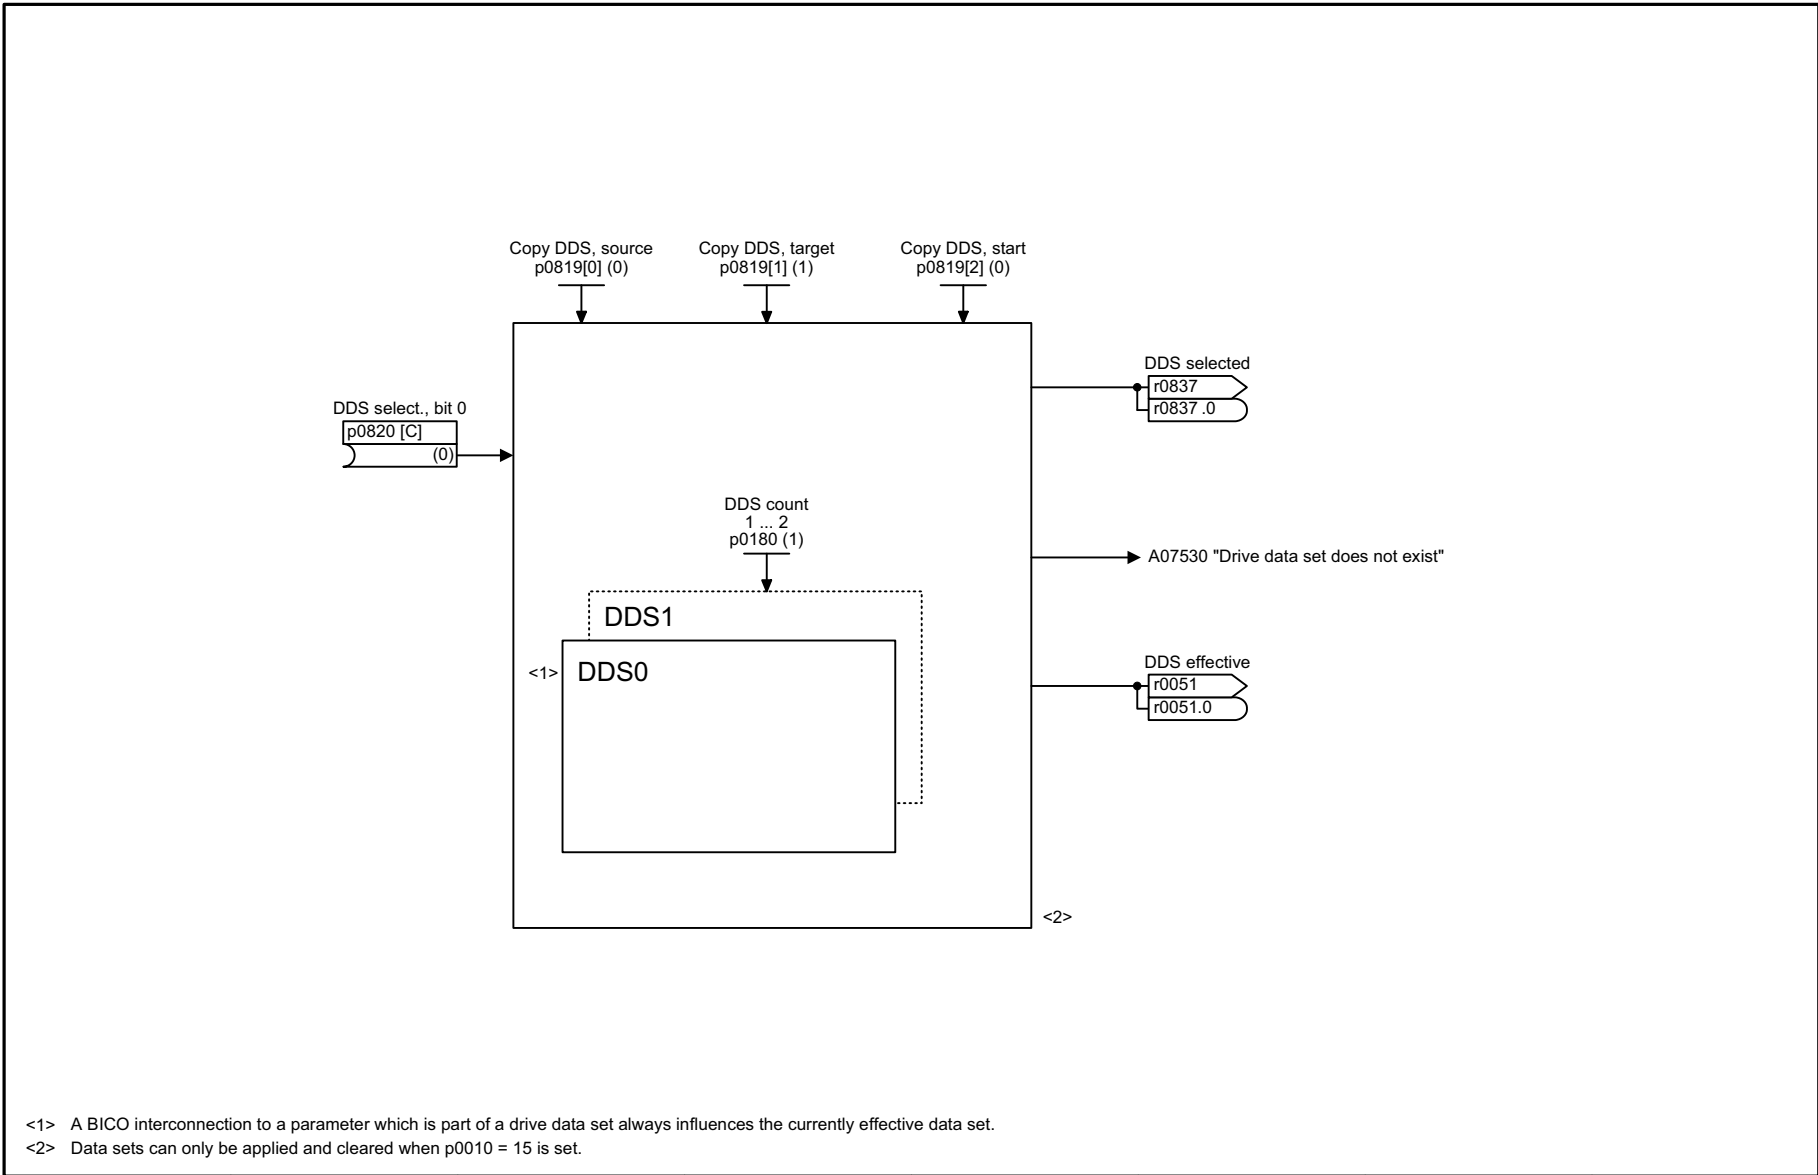 Copy DDS, source
p0819[0] (0)
Copy DDS, target
p0819[1] (1)
Copy DDS, start
p0819[2] (0)
DDS selected
r0837
r0837 .0
DDS select., bit 0
p0820 [C]
(0)
DDS count
1 ... 2
p0180 (1)
A07530 "Drive data set does not exist"
DDS1
<1>
DDS0
DDS effective
r0051
r0051.0
<2>
<1> A BICO interconnection to a parameter which is part of a drive data set always influences the currently effective data set.
<2> Data sets can only be applied and cleared when p0010 = 15 is set.